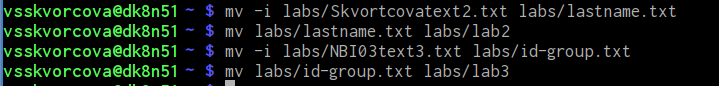 vsskvorcova@dk8n51 ~ $ mv -i labs/Skvortcovatext2.txt labs/lastname.txt
vsskvorcova@dk8n51 ~ $ mv labs/lastname.txt labs/lab2
vsskvorcova@dk8n51 ~ $ mv -i labs/NBI03text3.txt labs/id-group.txt
vsskvorcova@dk8n51 ~ $ mv labs/id-group.txt labs/lab3